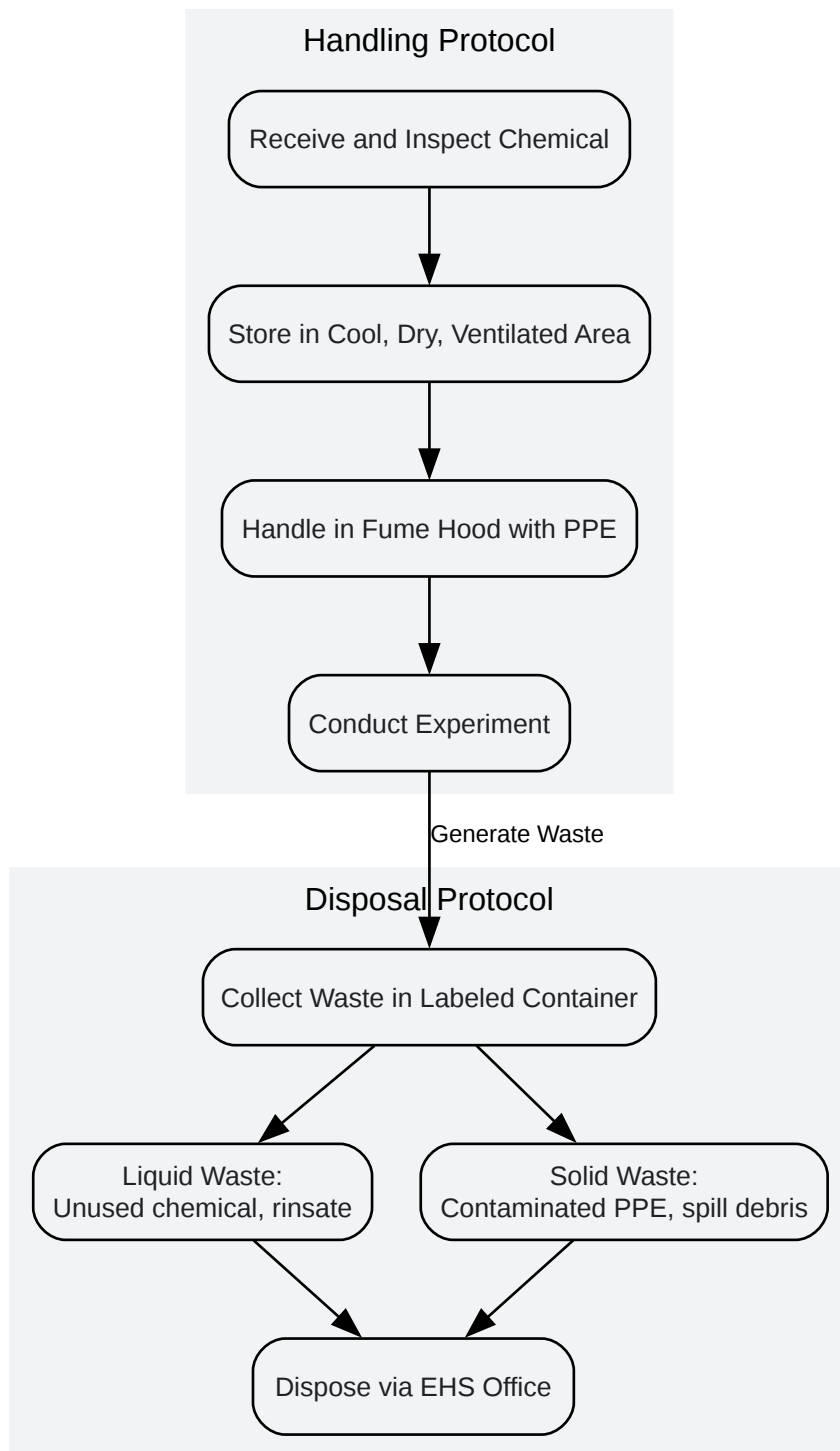 Handling Protocol
Receive and Inspect Chemical
Store in Cool, Dry, Ventilated Area
Handle in Fume Hood with PPE
Conduct Experiment
Generate Waste
Disposal Protocol
Collect Waste in Labeled Container
Liquid Waste:
Unused chemical, rinsate
Solid Waste:
Contaminated PPE, spill debris
Dispose via EHS Office